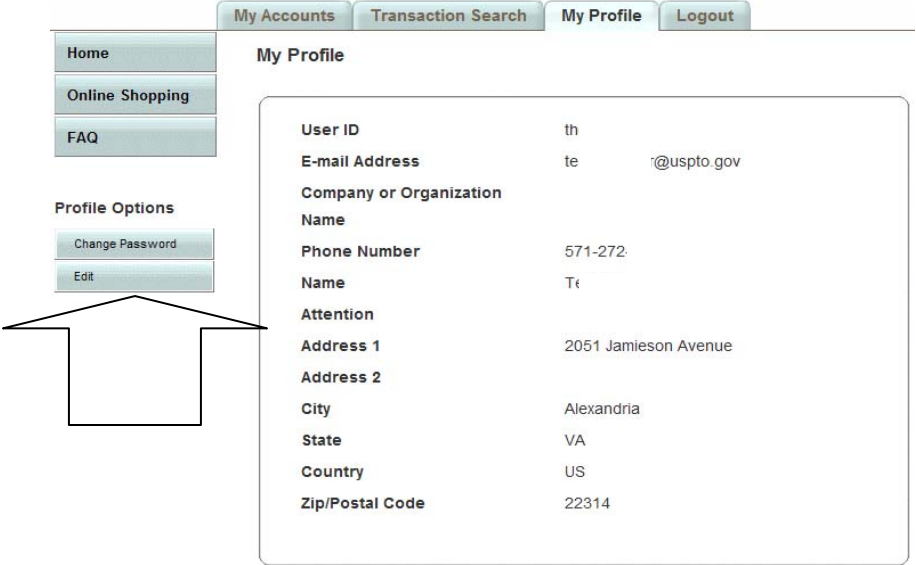 My Accounts Transaction Search My Profile Logout
Home
Online Shopping
FAQ
Profile Options
Change Password
Edit
My Profile
User ID th
E-mail Address te r@uspto.gov
Company or Organization
Name
Phone Number 571-272-
Name Te
Attention
Address 1 2051 Jamieson Avenue
Address 2
City Alexandria
State VA
Country US
Zip/Postal Code 22314